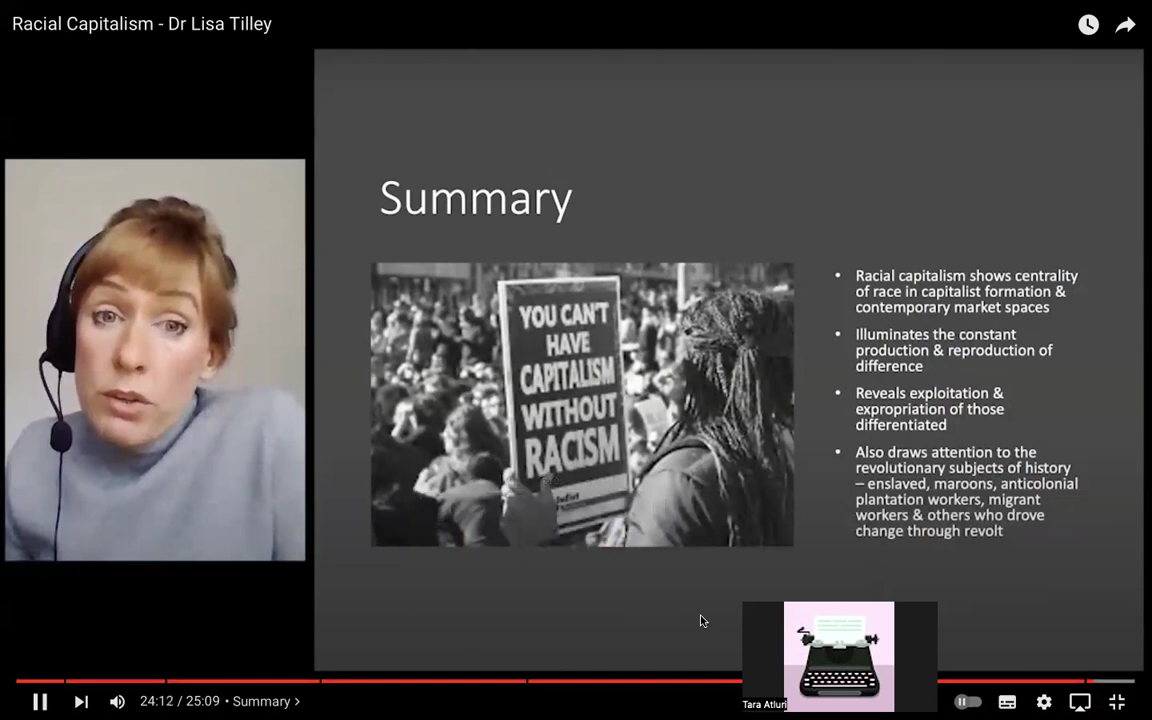 Racial Capitalism - Dr Lisa Tilley
Summary
YOU CAN'T
HAVE
CAPITALISM
WITHOUT
RACISM
• Racial capitalism shows centrality
of race in capitalist formation &
contemporary market spaces
• Illuminates the constant
production & reproduction of
difference
• Reveals exploitation &
expropriation of those
differentiated
• Also draws attention to the
revolutionary subjects of history
– enslaved, maroons, anticolonial
plantation workers, migrant
workers & others who drove
change through revolt
Tara Atluri
24:12 / 25:09 • Summary >